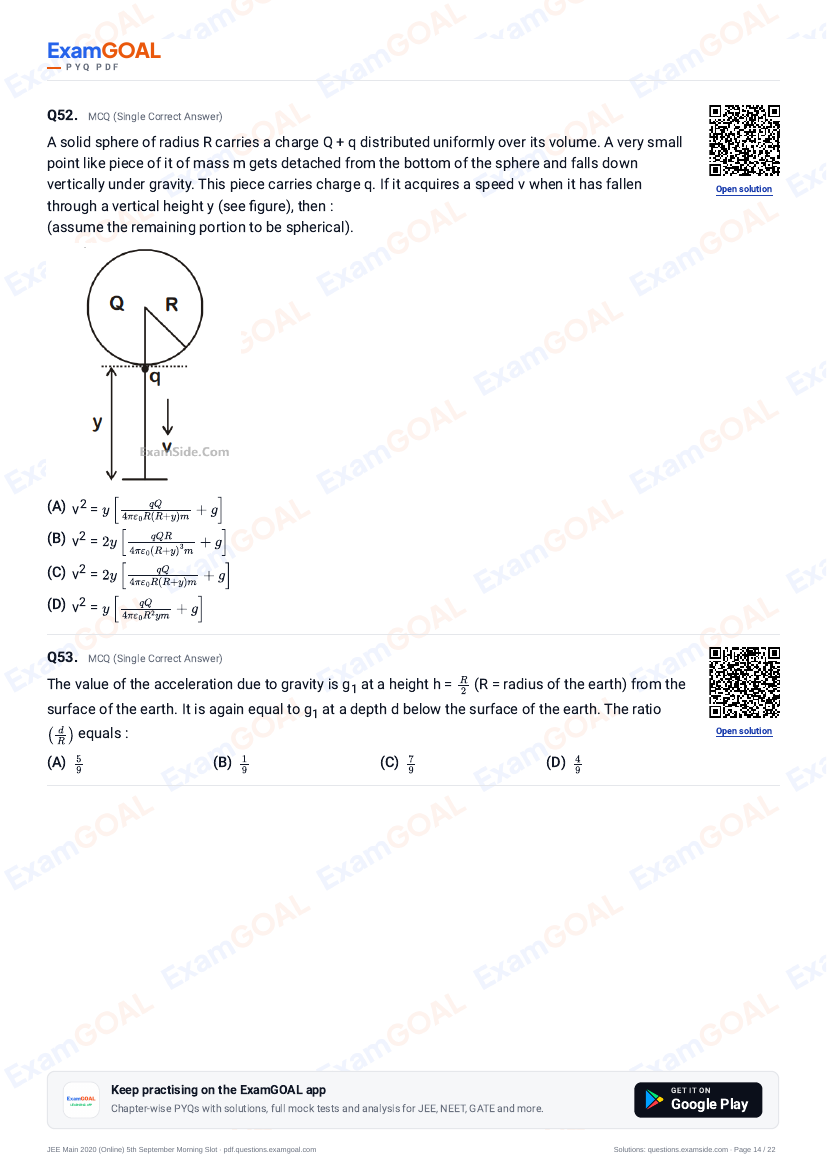 ExamGOAL
PYQ PDF
Q52. MCQ (Single Correct Answer)
A solid sphere of radius R carries a charge Q + q distributed uniformly over its volume. A very small
point like piece of it of mass m gets detached from the bottom of the sphere and falls down
vertically under gravity. This piece carries charge q. If it acquires a speed v when it has fallen
through a vertical height y (see figure), then :
(assume the remaining portion to be spherical).
Open solution
Q R
q
y
v
ExamSide.Com
(A) v² = y [ qQ / 4πε₀R(R+y)m + g ]
(B) v² = 2y [ qQR / 4πε₀(R+y)³m + g ]
(C) v² = 2y [ qQ / 4πε₀R(R+y)m + g ]
(D) v² = y [ qQ / 4πε₀R²ym + g ]
Q53. MCQ (Single Correct Answer)
The value of the acceleration due to gravity is g₁ at a height h = R/2 (R = radius of the earth) from the
surface of the earth. It is again equal to g₁ at a depth d below the surface of the earth. The ratio
(d/R) equals :
Open solution
(A) 5/9 (B) 1/9 (C) 7/9 (D) 4/9
Keep practising on the ExamGOAL app
Chapter-wise PYQs with solutions, full mock tests and analysis for JEE, NEET, GATE and more.
GET IT ON
Google Play
JEE Main 2020 (Online) 5th September Morning Slot · pdf.questions.examgoal.com
Solutions: questions.examside.com · Page 14 / 22